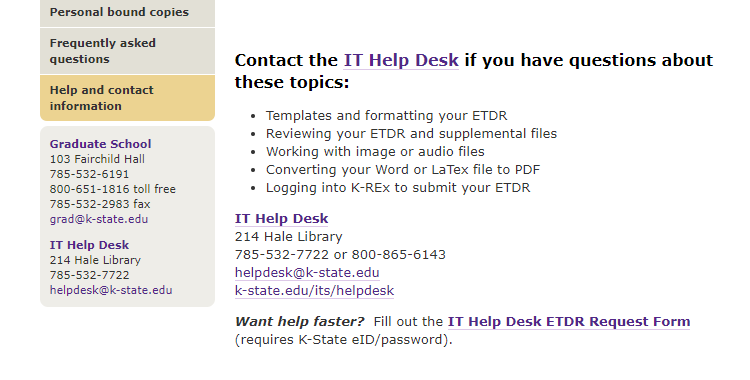 Personal bound copies
Frequently asked
questions
Help and contact
information
Graduate School
103 Fairchild Hall
785-532-6191
800-651-1816 toll free
785-532-2983 fax
grad@k-state.edu
IT Help Desk
214 Hale Library
785-532-7722
helpdesk@k-state.edu
Contact the IT Help Desk if you have questions about
these topics:
• Templates and formatting your ETDR
• Reviewing your ETDR and supplemental files
• Working with image or audio files
• Converting your Word or LaTex file to PDF
• Logging into K-REx to submit your ETDR
IT Help Desk
214 Hale Library
785-532-7722 or 800-865-6143
helpdesk@k-state.edu
k-state.edu/its/helpdesk
Want help faster? Fill out the IT Help Desk ETDR Request Form
(requires K-State eID/password).